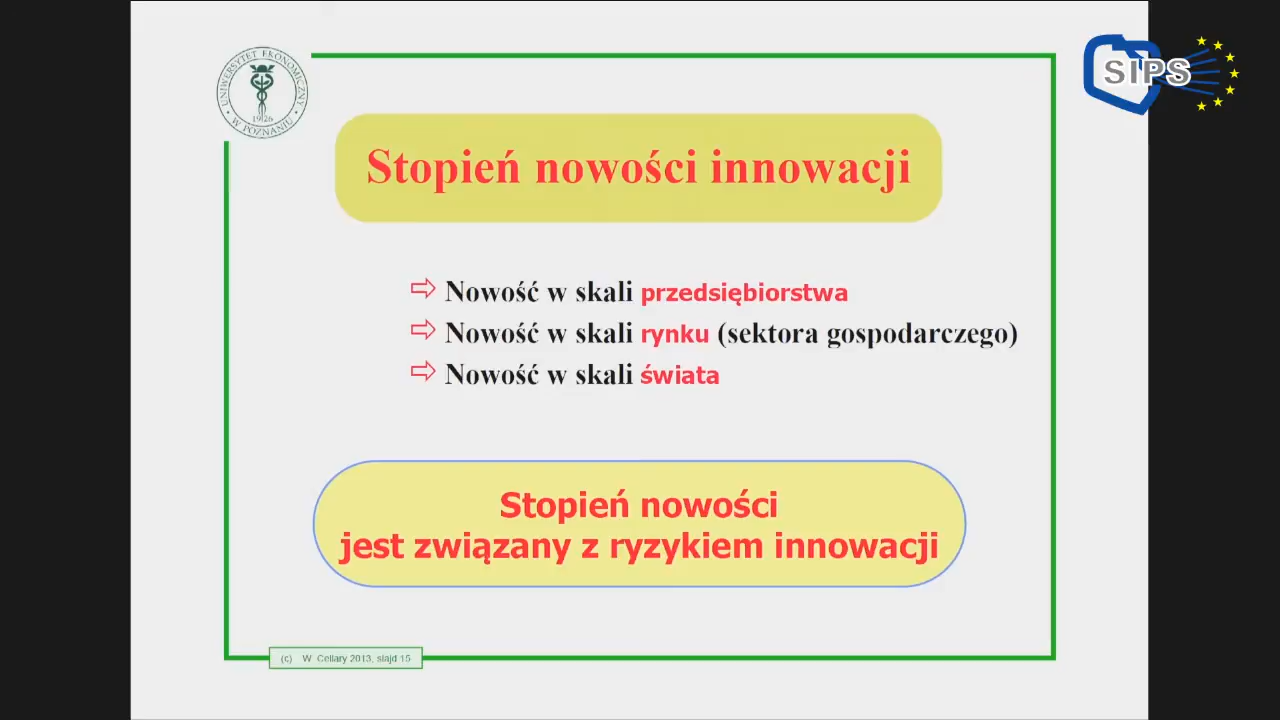 UNIWERSYTET EKONOMICZNY
W POZNANIU
1926
SIPS
Stopień nowości innowacji
Nowość w skali przedsiębiorstwa
Nowość w skali rynku (sektora gospodarczego)
Nowość w skali świata
Stopień nowości
jest związany z ryzykiem innowacji
(c) W. Cellary 2013, slajd 15